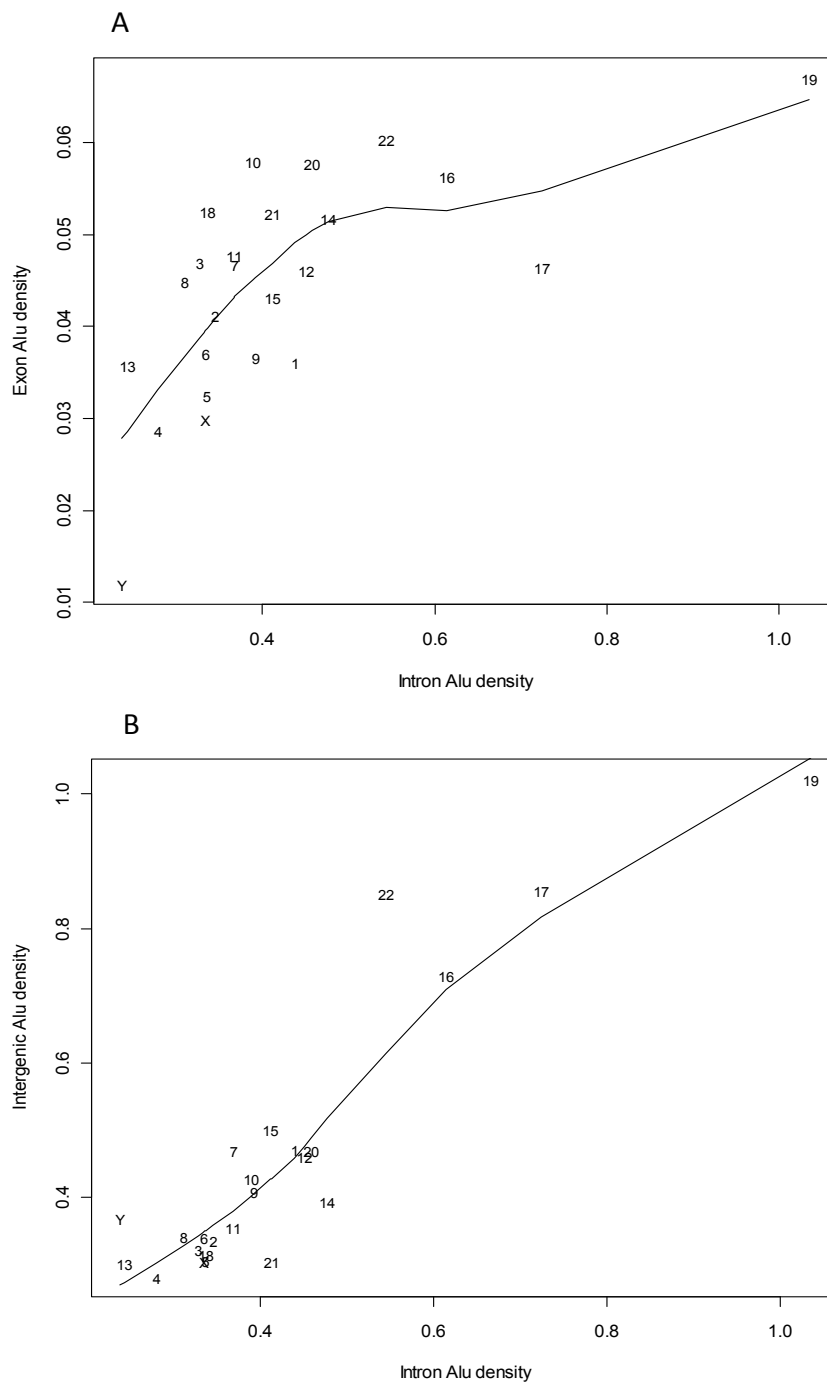 A
19
22
10 20
16
18 21 14
11
3 7 17
12
8
15
2
6 9 1
13
5
X
4
Y
0.06
0.05
0.04
0.03
0.02
0.01
Exon Alu density
0.4 0.6 0.8 1.0
Intron Alu density
B
19
22 17
16
15
7 1 20
12
10
9 14
Y
11
8 6 2
3 18
13 X 5 21
4
1.0
0.8
0.6
0.4
Intergenic Alu density
0.4 0.6 0.8 1.0
Intron Alu density